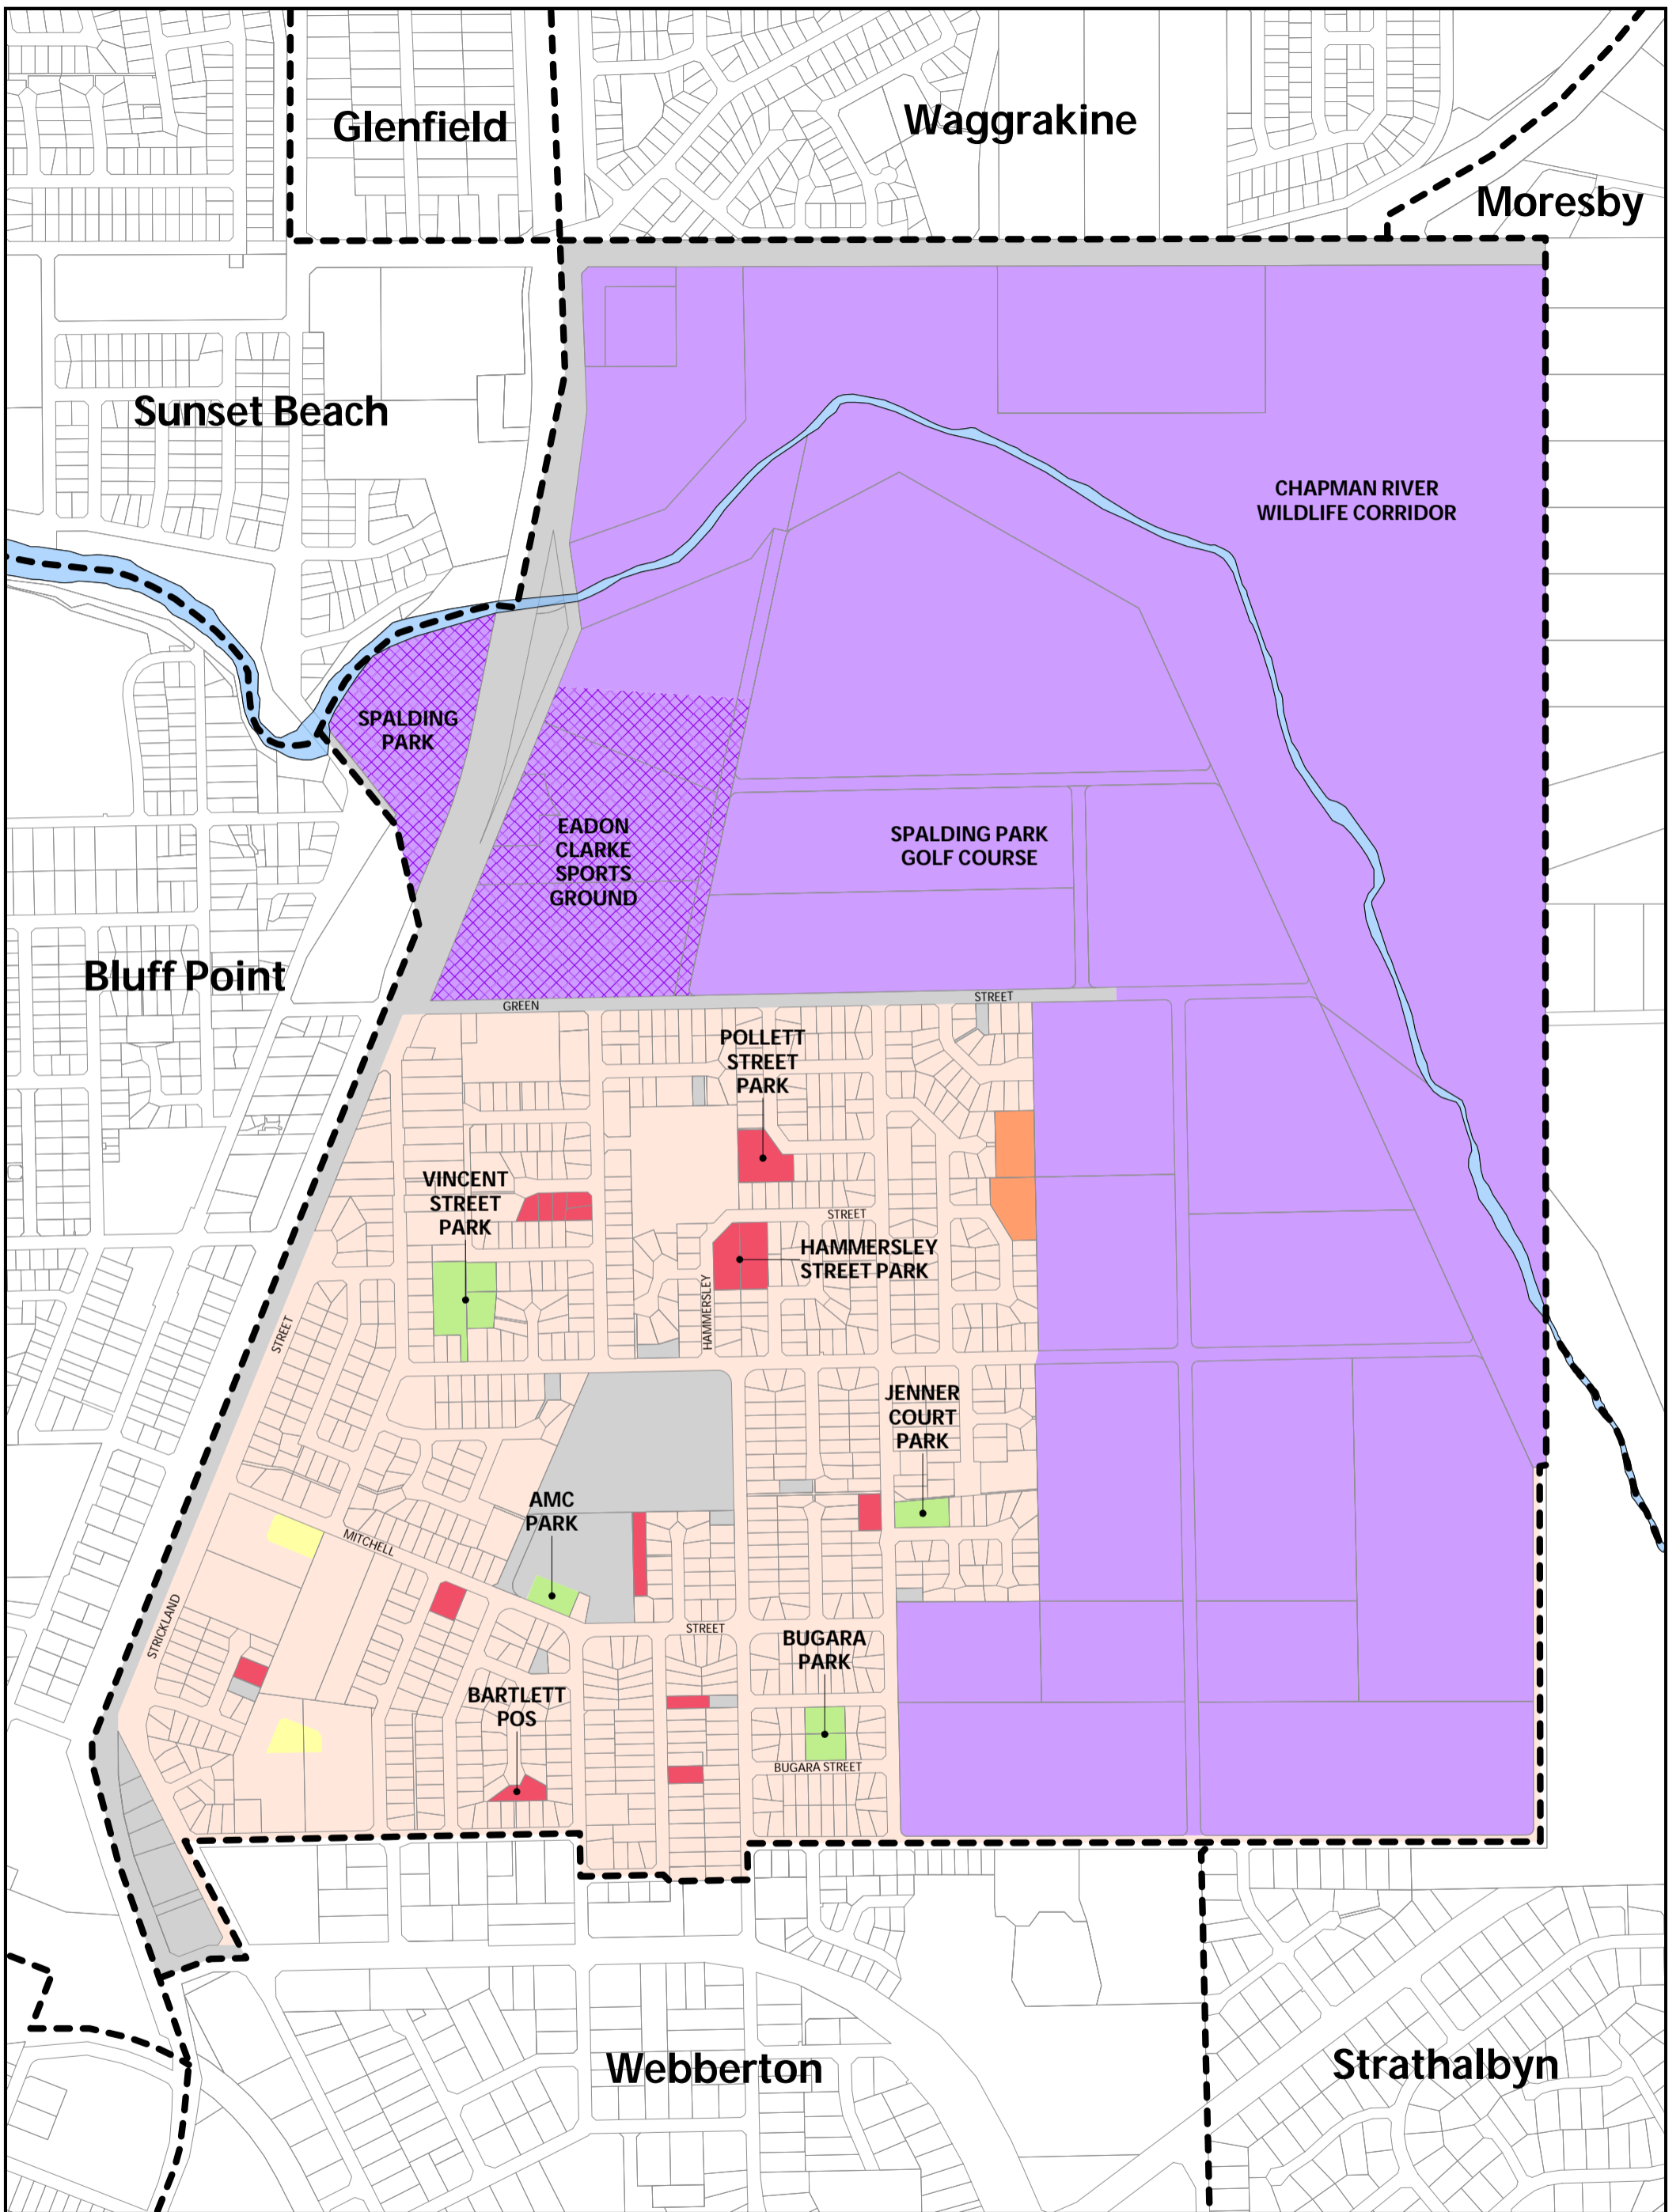 Glenfield
Waggrakine
Moresby
Sunset Beach
CHAPMAN RIVER
WILDLIFE CORRIDOR
SPALDING
PARK
EADON
CLARKE
SPORTS
GROUND
SPALDING PARK
GOLF COURSE
Bluff Point
GREEN
STREET
POLLETT
STREET
PARK
VINCENT
STREET
PARK
STREET
HAMMERSLEY
STREET PARK
HAMMERSLEY
STREET
JENNER
COURT
PARK
AMC
PARK
MITCHELL
STRICKLAND
STREET
BUGARA
PARK
BARTLETT
POS
BUGARA STREET
Webberton
Strathalbyn